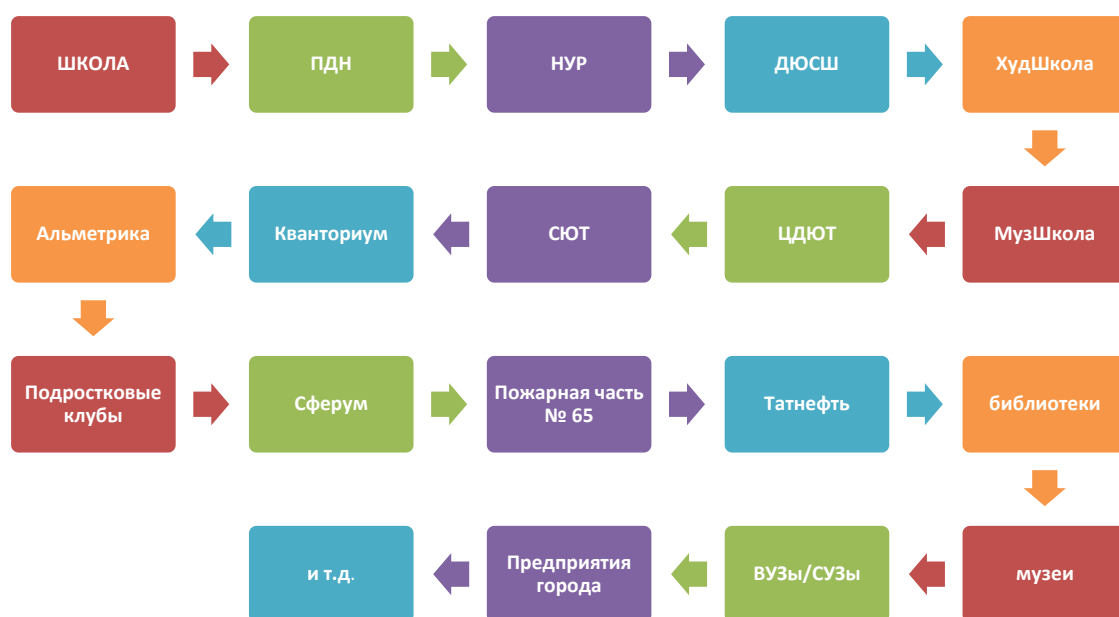 ШКОЛА
ПДН
НУР
ДЮСШ
ХудШкола
МузШкола
ЦДЮТ
СЮТ
Кванториум
Альметрика
Подростковые
клубы
Сферум
Пожарная часть
№ 65
Татнефть
библиотеки
музеи
ВУЗы/СУЗы
Предприятия
города
и т.д.